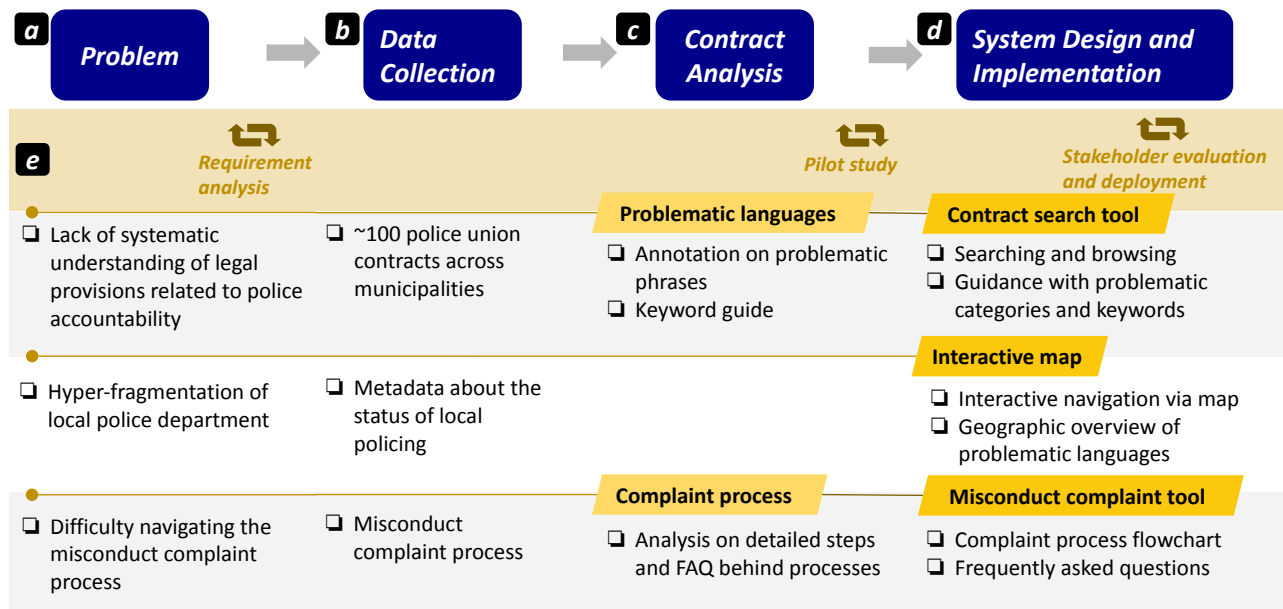 a
Problem
b
Data
Collection
c
Contract
Analysis
d
System Design and
Implementation
e
Requirement
analysis
Pilot study
Stakeholder evaluation
and deployment
❑ Lack of systematic
understanding of legal
provisions related to police
accountability
❑ ~100 police union
contracts across
municipalities
Problematic languages
❑ Annotation on problematic
phrases
❑ Keyword guide
Contract search tool
❑ Searching and browsing
❑ Guidance with problematic
categories and keywords
❑ Hyper-fragmentation of
local police department
❑ Metadata about the
status of local
policing
Interactive map
❑ Interactive navigation via map
❑ Geographic overview of
problematic languages
❑ Difficulty navigating the
misconduct complaint
process
❑ Misconduct
complaint process
Complaint process
❑ Analysis on detailed steps
and FAQ behind processes
Misconduct complaint tool
❑ Complaint process flowchart
❑ Frequently asked questions